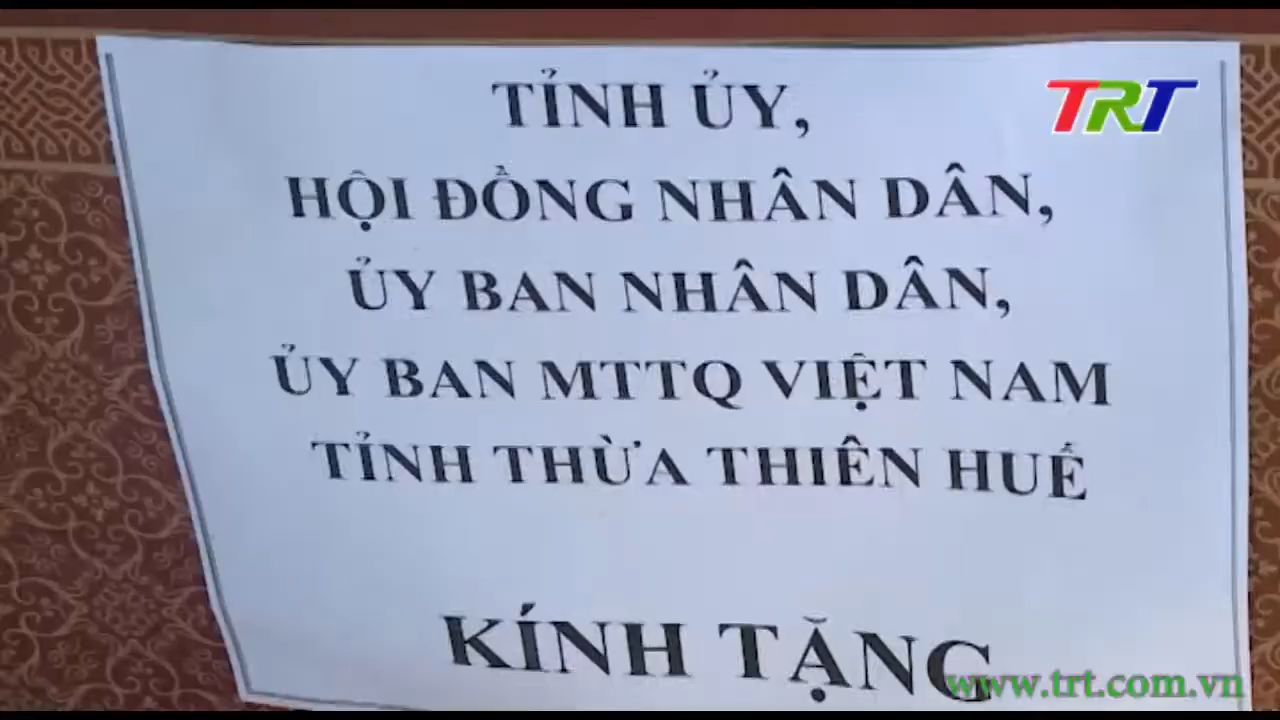 TỈNH ỦY,
TRT
HỘI ĐỒNG NHÂN DÂN,
ỦY BAN NHÂN DÂN,
ỦY BAN MTTQ VIỆT NAM
TỈNH THỪA THIÊN HUẾ
KÍNH TẶNG
www.trt.com.vn